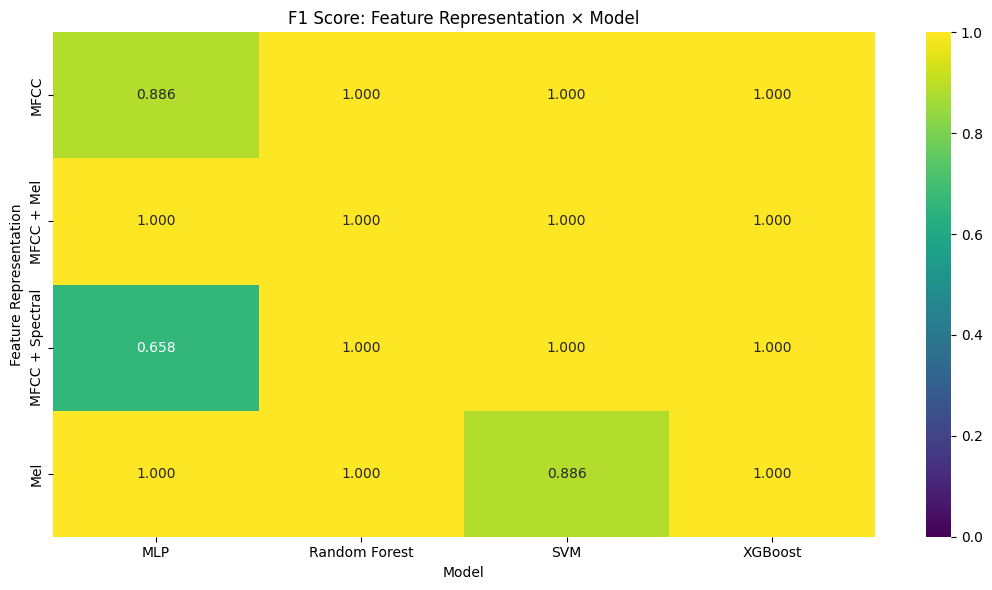 F1 Score: Feature Representation × Model
Feature Representation
MFCC
0.886 1.000 1.000 1.000
MFCC + Mel
1.000 1.000 1.000 1.000
MFCC + Spectral
0.658 1.000 1.000 1.000
Mel
1.000 1.000 0.886 1.000
MLP Random Forest SVM XGBoost
Model
1.0
0.8
0.6
0.4
0.2
0.0